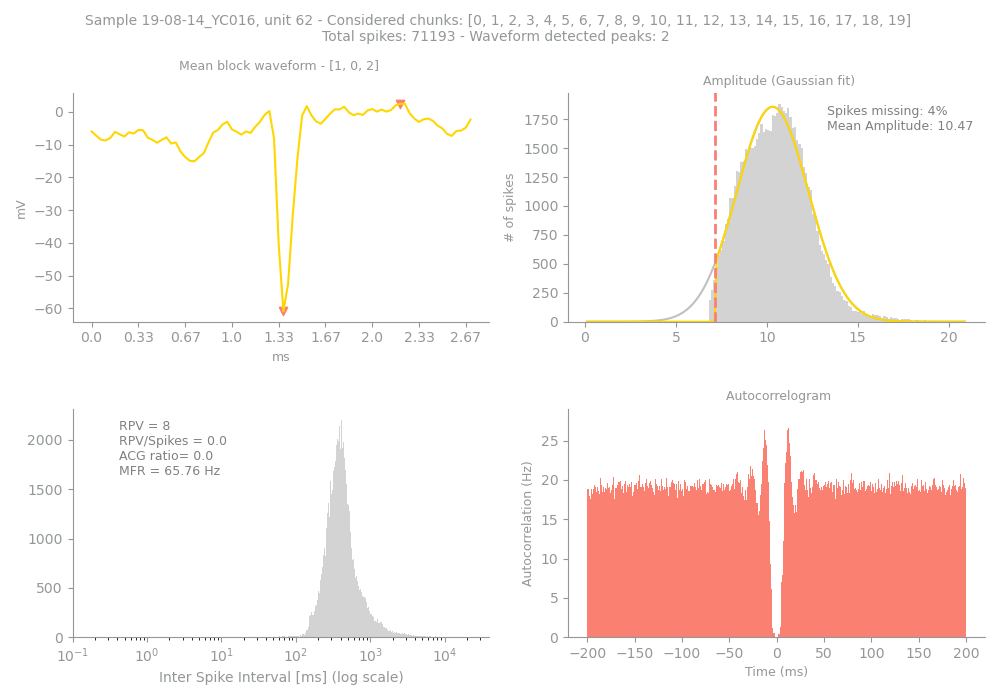 Sample 19-08-14_YC016, unit 62 - Considered chunks: [0, 1, 2, 3, 4, 5, 6, 7, 8, 9, 10, 11, 12, 13, 14, 15, 16, 17, 18, 19]
Total spikes: 71193 - Waveform detected peaks: 2
Mean block waveform - [1, 0, 2]
0
−10
−20
−30
−40
−50
−60
mV
0.0 0.33 0.67 1.0 1.33 1.67 2.0 2.33 2.67
ms
Amplitude (Gaussian fit)
Spikes missing: 4%
Mean Amplitude: 10.47
1750
1500
1250
1000
750
500
250
0
# of spikes
0 5 10 15 20
RPV = 8
RPV/Spikes = 0.0
ACG ratio= 0.0
MFR = 65.76 Hz
2000
1500
1000
500
0
10⁻¹ 10⁰ 10¹ 10² 10³ 10⁴
Inter Spike Interval [ms] (log scale)
Autocorrelogram
25
20
15
10
5
0
Autocorrelation (Hz)
−200 −150 −100 −50 0 50 100 150 200
Time (ms)